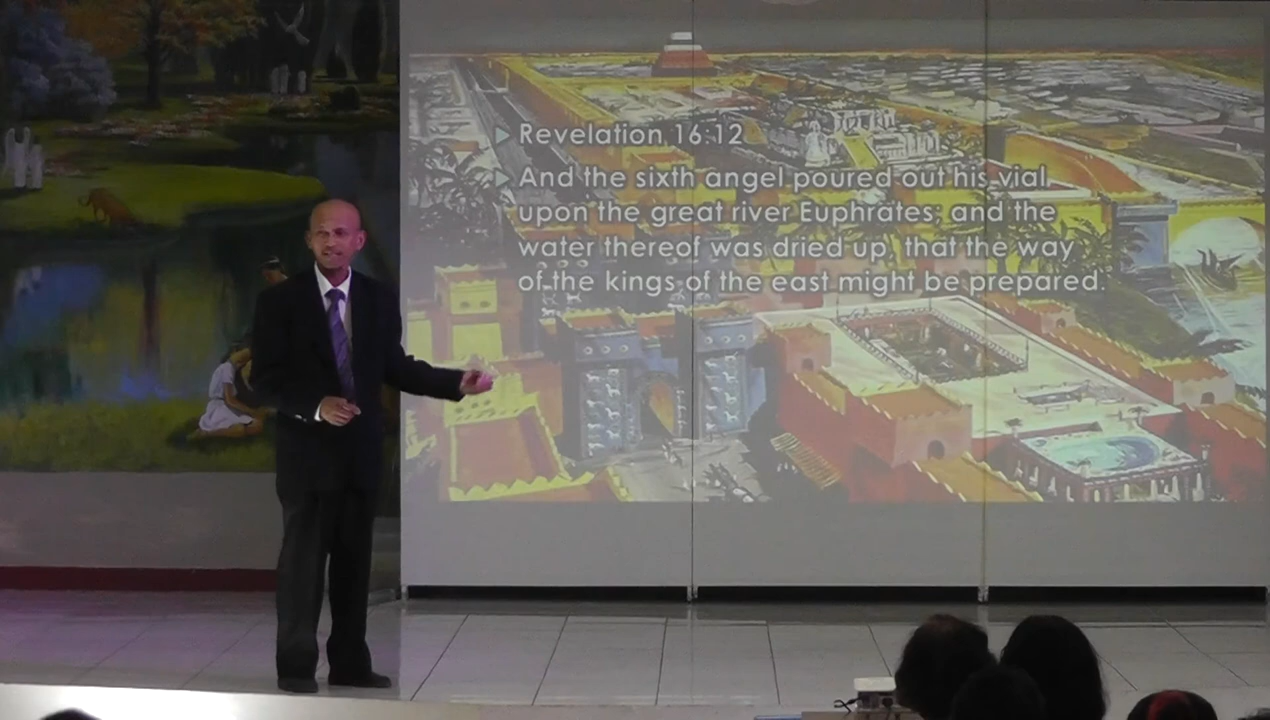 Revelation 16:12
And the sixth angel poured out his vial
upon the great river Euphrates; and the
water thereof was dried up, that the way
of the kings of the east might be prepared.